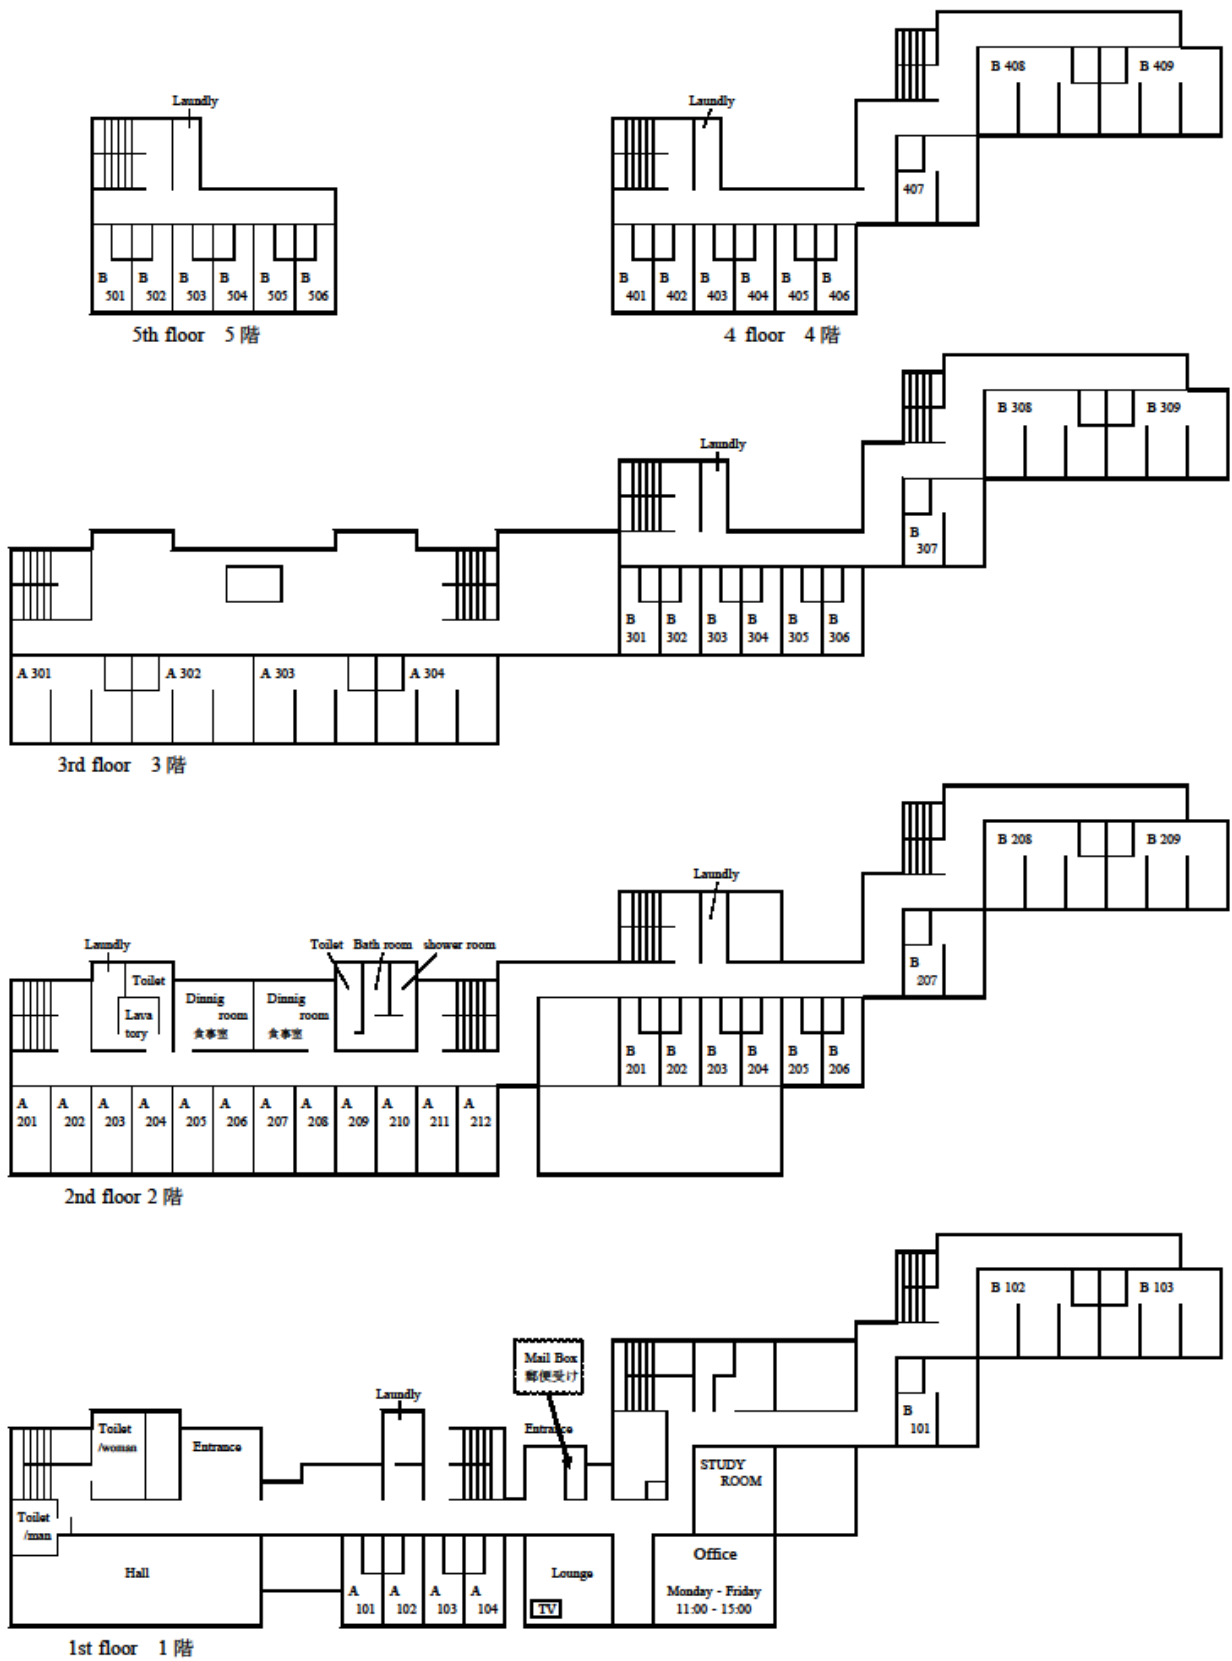 Laundly
B 501
B 502
B 503
B 504
B 505
B 506
5th floor 5 階
Laundly
B 408
B 409
407
B 401
B 402
B 403
B 404
B 405
B 406
4 floor 4 階
Laundly
B 308
B 309
B 307
B 301
B 302
B 303
B 304
B 305
B 306
A 301
A 302
A 303
A 304
3rd floor 3 階
Laundly
B 208
B 209
B 207
Laundly
Toilet
Bath room
shower room
Toilet
Lava
tory
Dinnig
room
食事室
Dinnig
room
食事室
B 201
B 202
B 203
B 204
B 205
B 206
A 201
A 202
A 203
A 204
A 205
A 206
A 207
A 208
A 209
A 210
A 211
A 212
2nd floor 2 階
B 102
B 103
B 101
Mail Box
郵便受け
Laundly
Entrance
Toilet
/woman
Entrance
STUDY
ROOM
Toilet
/man
Hall
A 101
A 102
A 103
A 104
Lounge
TV
Office
Monday - Friday
11:00 - 15:00
1st floor 1 階